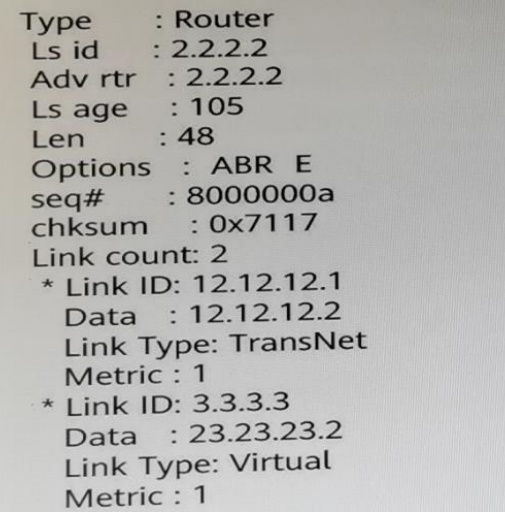 Type : Router
Ls id : 2.2.2.2
Adv rtr : 2.2.2.2
Ls age : 105
Len : 48
Options : ABR E
seq# : 8000000a
chksum : 0x7117
Link count: 2
* Link ID: 12.12.12.1
Data : 12.12.12.2
Link Type: TransNet
Metric : 1
* Link ID: 3.3.3.3
Data : 23.23.23.2
Link Type: Virtual
Metric : 1